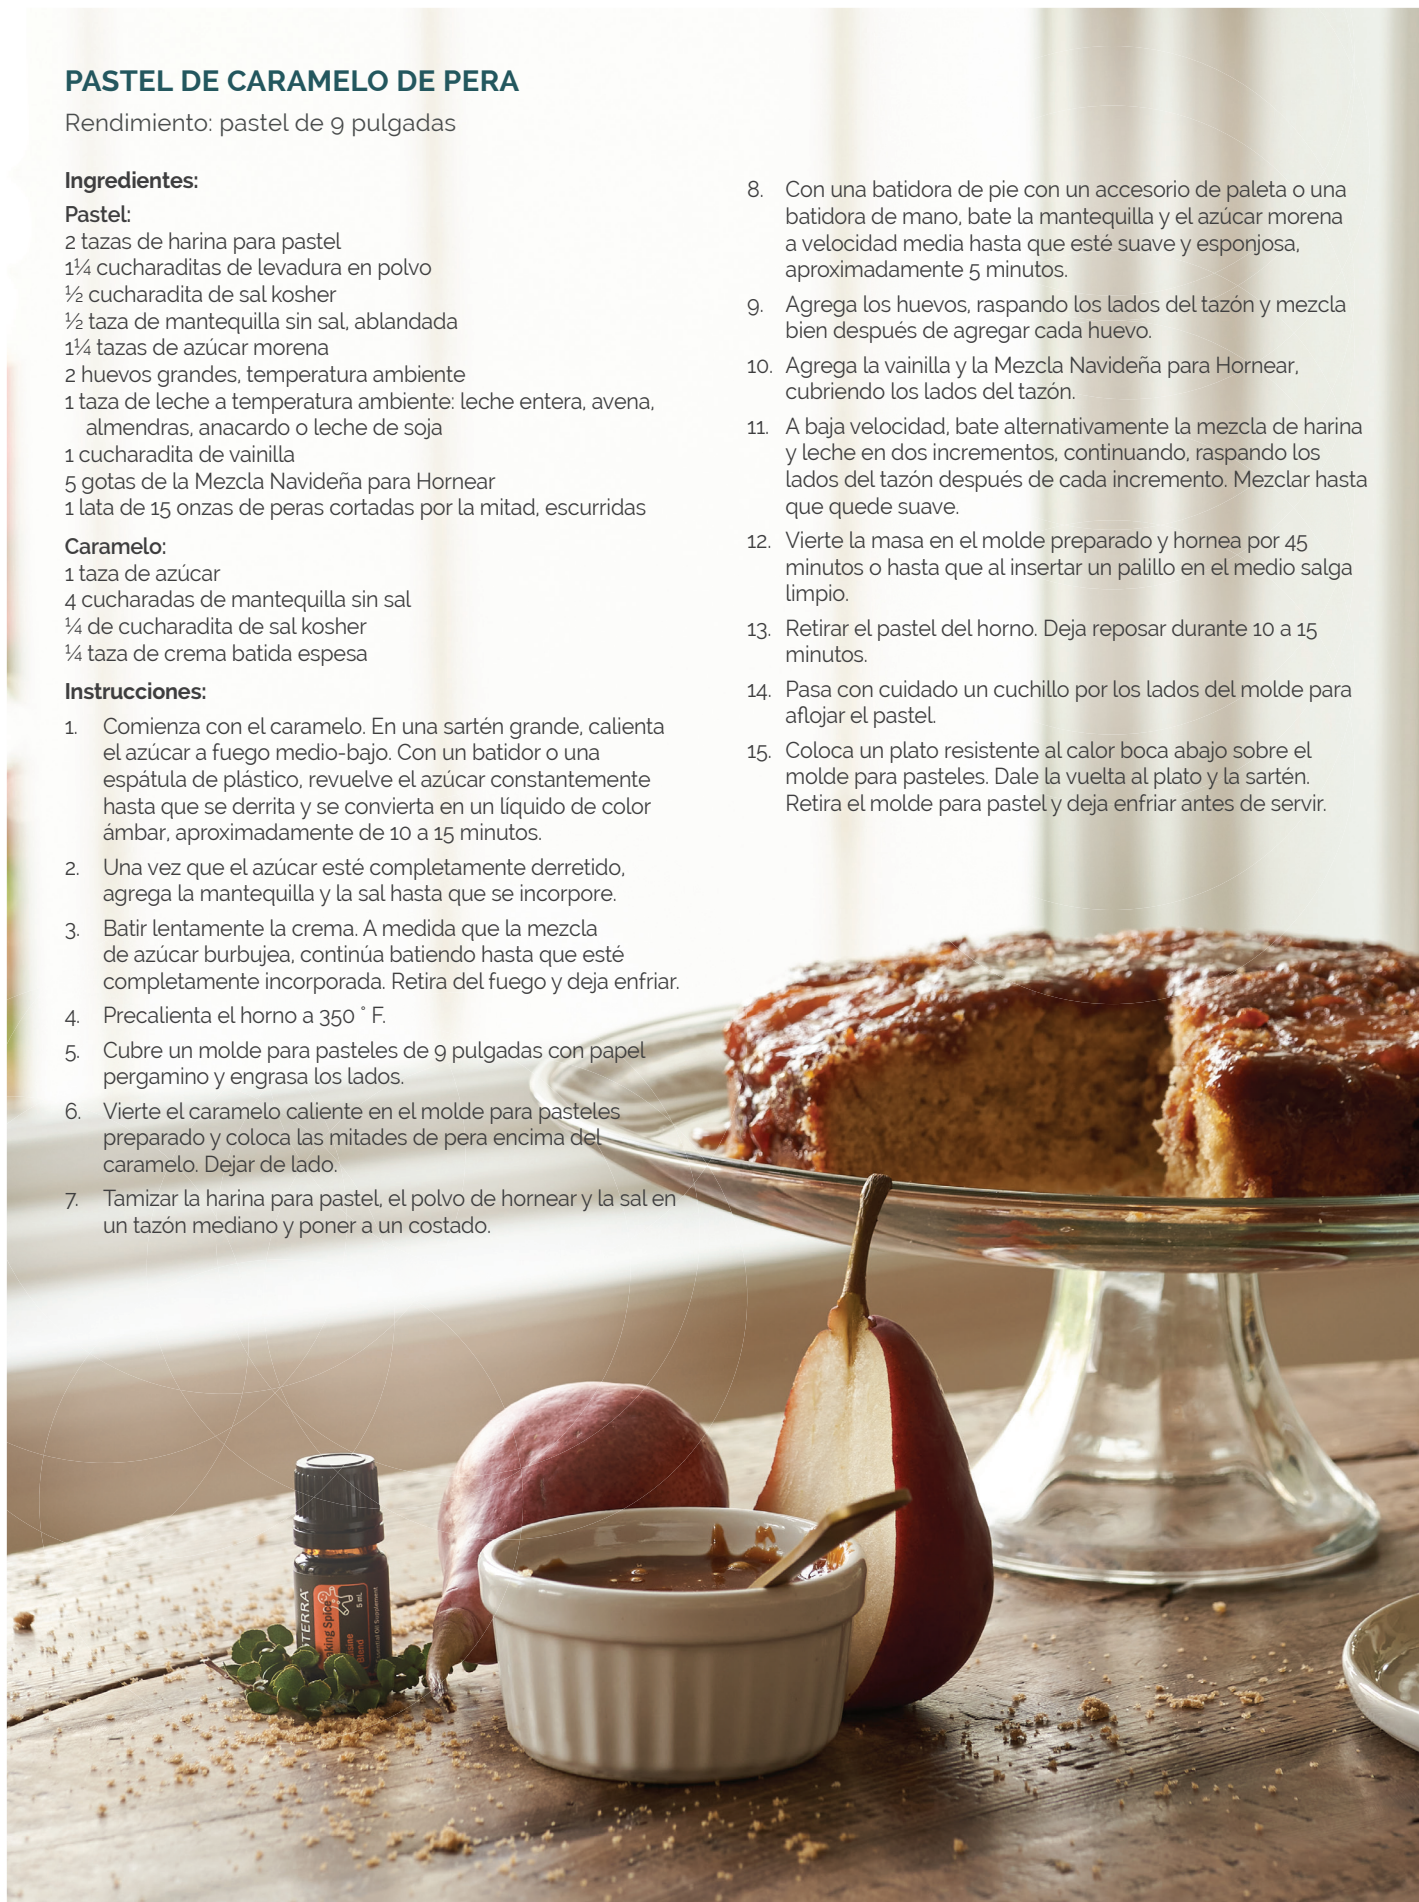 PASTEL DE CARAMELO DE PERA
Rendimiento: pastel de 9 pulgadas
Ingredientes:
Pastel:
2 tazas de harina para pastel
1¼ cucharaditas de levadura en polvo
½ cucharadita de sal kosher
½ taza de mantequilla sin sal, ablandada
1¼ tazas de azúcar morena
2 huevos grandes, temperatura ambiente
1 taza de leche a temperatura ambiente: leche entera, avena,
almendras, anacardo o leche de soja
1 cucharadita de vainilla
5 gotas de la Mezcla Navideña para Hornear
1 lata de 15 onzas de peras cortadas por la mitad, escurridas
Caramelo:
1 taza de azúcar
4 cucharadas de mantequilla sin sal
¼ de cucharadita de sal kosher
¼ taza de crema batida espesa
Instrucciones:
1. Comienza con el caramelo. En una sartén grande, calienta
el azúcar a fuego medio-bajo. Con un batidor o una
espátula de plástico, revuelve el azúcar constantemente
hasta que se derrita y se convierta en un líquido de color
ámbar, aproximadamente de 10 a 15 minutos.
2. Una vez que el azúcar esté completamente derretido,
agrega la mantequilla y la sal hasta que se incorpore.
3. Batir lentamente la crema. A medida que la mezcla
de azúcar burbujea, continúa batiendo hasta que esté
completamente incorporada. Retira del fuego y deja enfriar.
4. Precalienta el horno a 350 ° F.
5. Cubre un molde para pasteles de 9 pulgadas con papel
pergamino y engrasa los lados.
6. Vierte el caramelo caliente en el molde para pasteles
preparado y coloca las mitades de pera encima del
caramelo. Dejar de lado.
7. Tamizar la harina para pastel, el polvo de hornear y la sal en
un tazón mediano y poner a un costado.
8. Con una batidora de pie con un accesorio de paleta o una
batidora de mano, bate la mantequilla y el azúcar morena
a velocidad media hasta que esté suave y esponjosa,
aproximadamente 5 minutos.
9. Agrega los huevos, raspando los lados del tazón y mezcla
bien después de agregar cada huevo.
10. Agrega la vainilla y la Mezcla Navideña para Hornear,
cubriendo los lados del tazón.
11. A baja velocidad, bate alternativamente la mezcla de harina
y leche en dos incrementos, continuando, raspando los
lados del tazón después de cada incremento. Mezclar hasta
que quede suave.
12. Vierte la masa en el molde preparado y hornea por 45
minutos o hasta que al insertar un palillo en el medio salga
limpio.
13. Retirar el pastel del horno. Deja reposar durante 10 a 15
minutos.
14. Pasa con cuidado un cuchillo por los lados del molde para
aflojar el pastel.
15. Coloca un plato resistente al calor boca abajo sobre el
molde para pasteles. Dale la vuelta al plato y la sartén.
Retira el molde para pastel y deja enfriar antes de servir.
TERRA
king Spice
Blend
5 mL